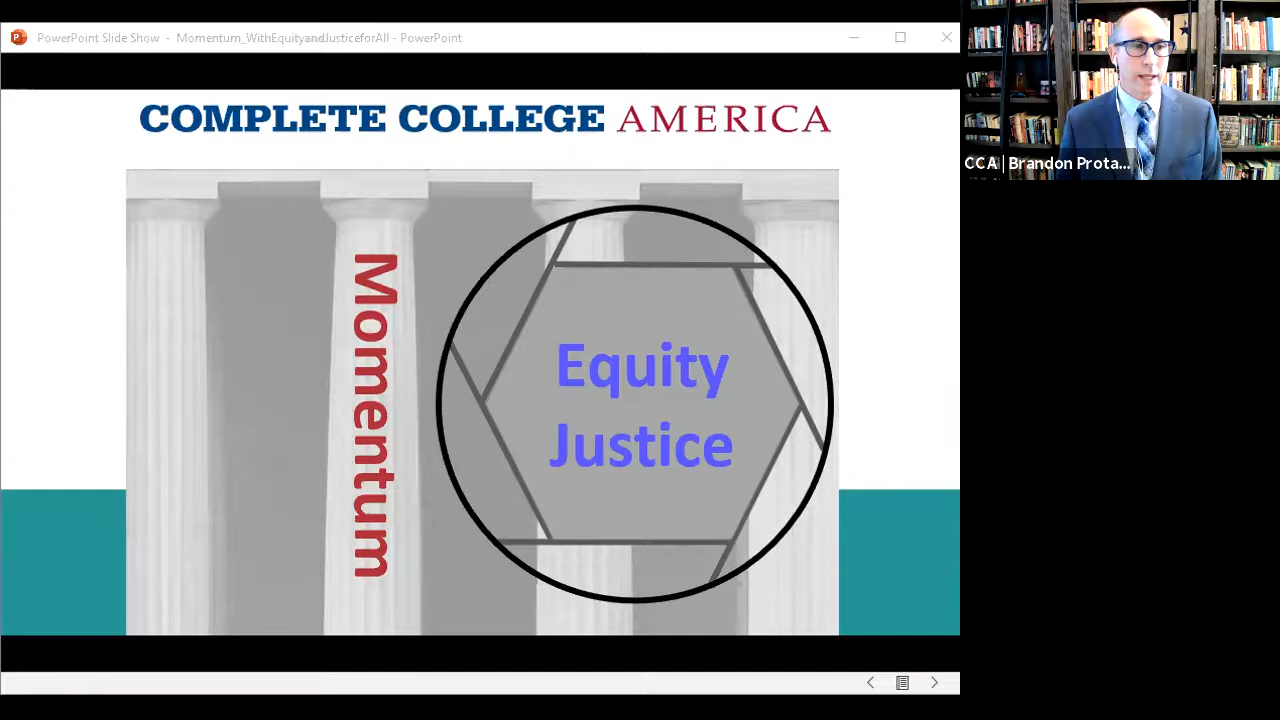 PowerPoint Slide Show - Momentum_WithEquityandJusticeforAll - PowerPoint
COMPLETE COLLEGE AMERICA
Momentum
Equity
Justice
CCA | Brandon Prota...